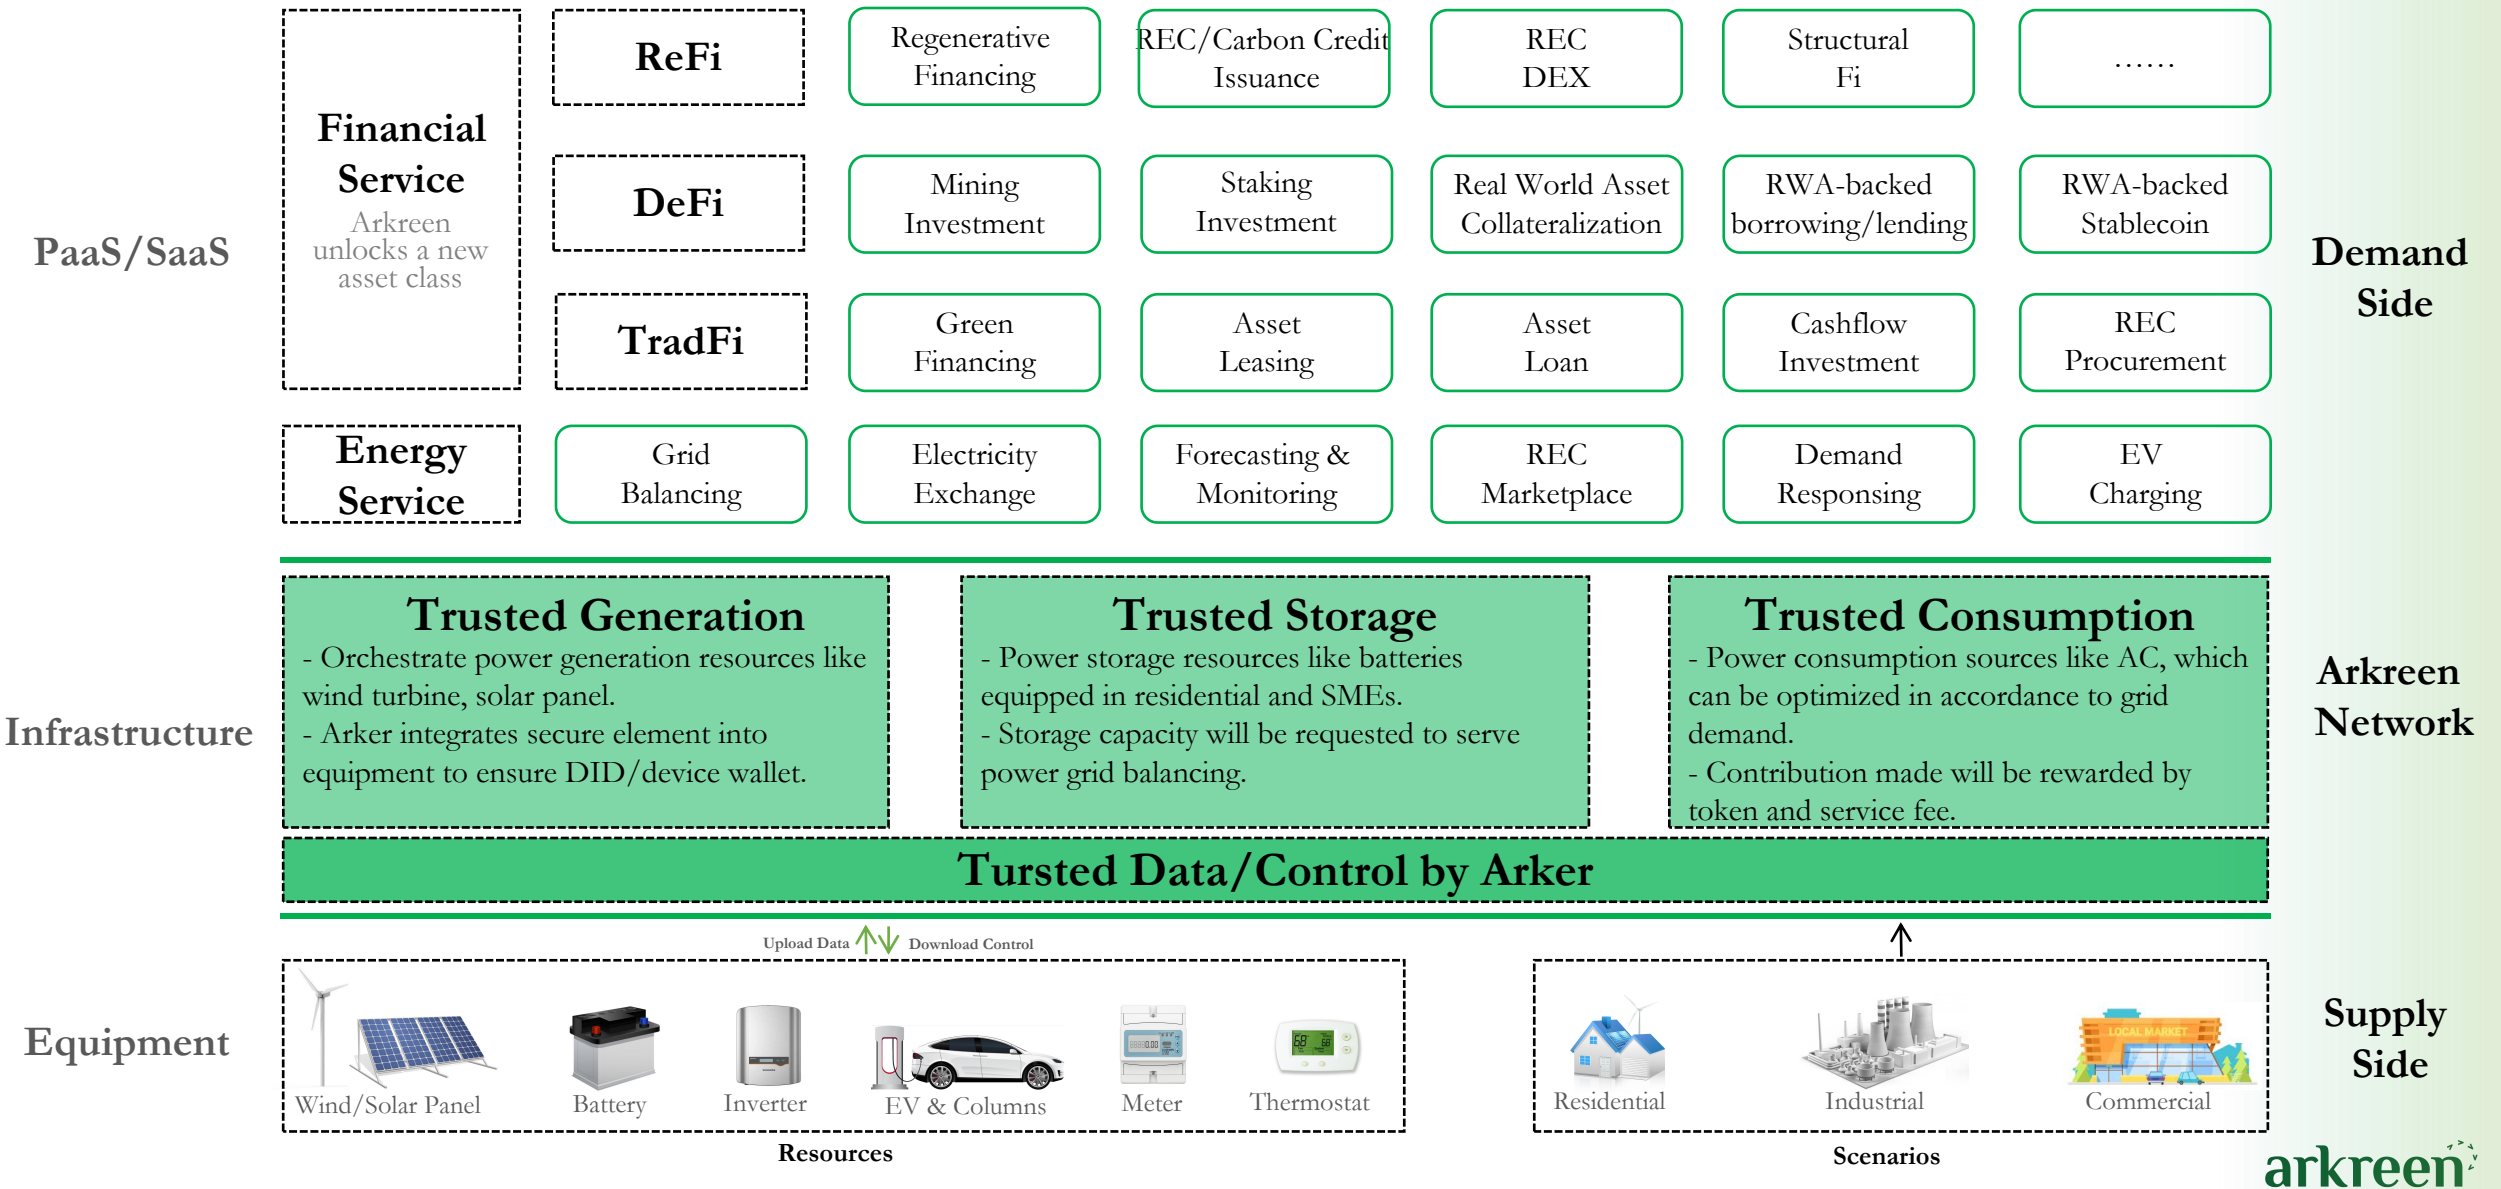 PaaS/SaaS
Financial
Service
Arkreen
unlocks a new
asset class
ReFi
Regenerative
Financing
REC/Carbon Credit
Issuance
REC
DEX
Structural
Fi
……
DeFi
Mining
Investment
Staking
Investment
Real World Asset
Collateralization
RWA-backed
borrowing/lending
RWA-backed
Stablecoin
TradFi
Green
Financing
Asset
Leasing
Asset
Loan
Cashflow
Investment
REC
Procurement
Demand
Side
Energy
Service
Grid
Balancing
Electricity
Exchange
Forecasting &
Monitoring
REC
Marketplace
Demand
Responsing
EV
Charging
Infrastructure
Trusted Generation
- Orchestrate power generation resources like
wind turbine, solar panel.
- Arker integrates secure element into
equipment to ensure DID/device wallet.
Trusted Storage
- Power storage resources like batteries
equipped in residential and SMEs.
- Storage capacity will be requested to serve
power grid balancing.
Trusted Consumption
- Power consumption sources like AC, which
can be optimized in accordance to grid
demand.
- Contribution made will be rewarded by
token and service fee.
Arkreen
Network
Tursted Data/Control by Arker
Upload Data
Download Control
Equipment
Wind/Solar Panel
Battery
Inverter
EV & Columns
Meter
Thermostat
Resources
LOCAL MARKET
Residential
Industrial
Commercial
Scenarios
Supply
Side
arkreen